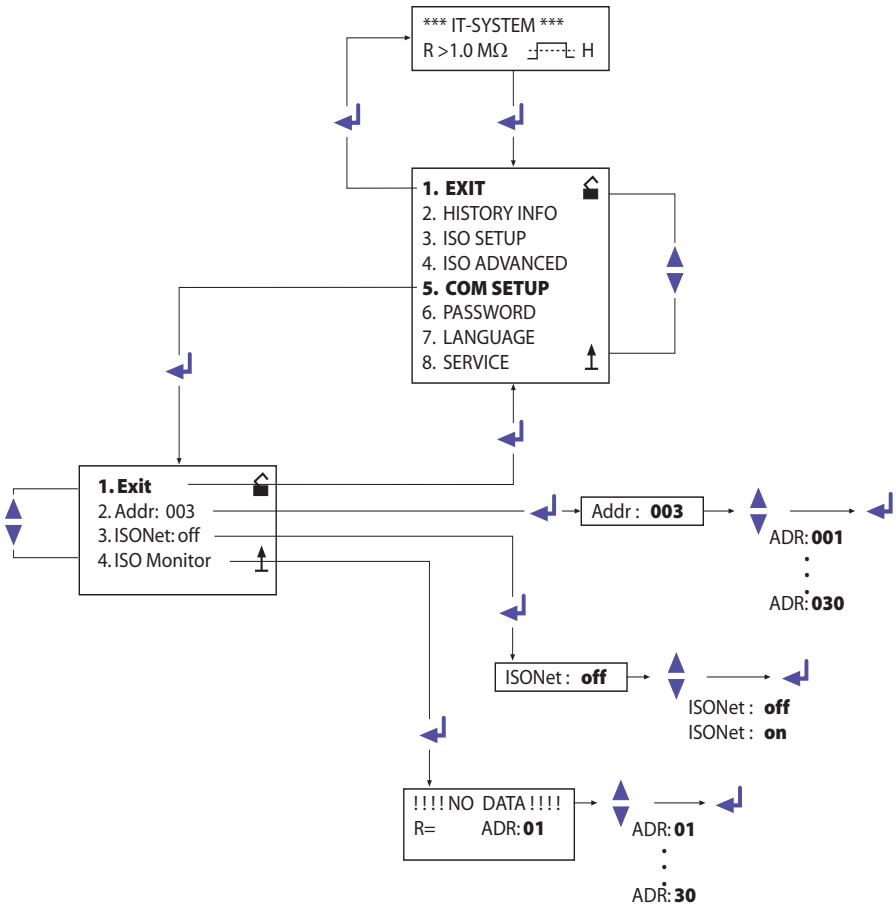 *** IT-SYSTEM ***
R >1.0 MΩ H
1. EXIT
2. HISTORY INFO
3. ISO SETUP
4. ISO ADVANCED
5. COM SETUP
6. PASSWORD
7. LANGUAGE
8. SERVICE
1. Exit
2. Addr: 003
3. ISONet: off
4. ISO Monitor
Addr : 003
ADR: 001
ADR: 030
ISONet : off
ISONet : off
ISONet : on
!!!! NO DATA !!!!
R= ADR: 01
ADR: 01
ADR: 30